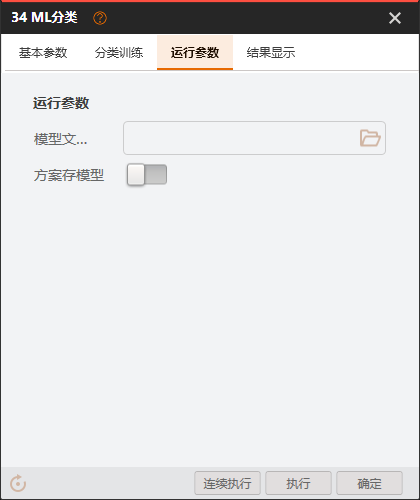 34 ML分类
基本参数 分类训练 运行参数 结果显示
运行参数
模型文...
方案存模型
连续执行 执行 确定